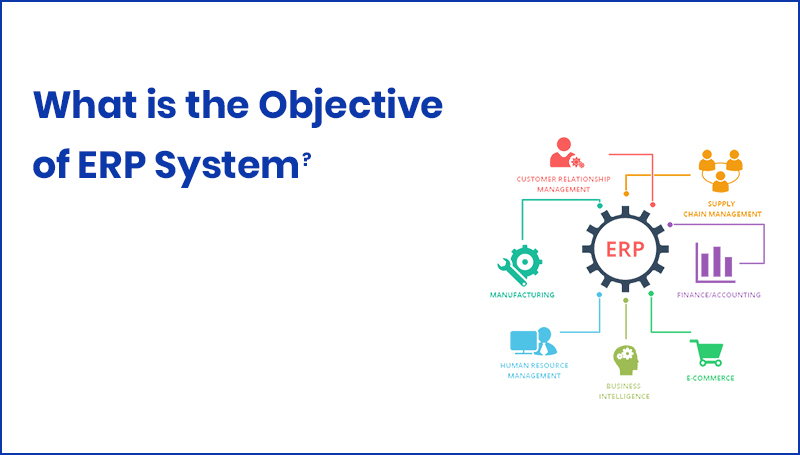 What is the Objective
of ERP System?
CUSTOMER RELATIONSHIP
MANAGEMENT
SUPPLY
CHAIN MANAGEMENT
ERP
MANUFACTURING
FINANCE/ACCOUNTING
HUMAN RESOURCE
MANAGEMENT
BUSINESS
INTELLIGENCE
E-COMMERCE